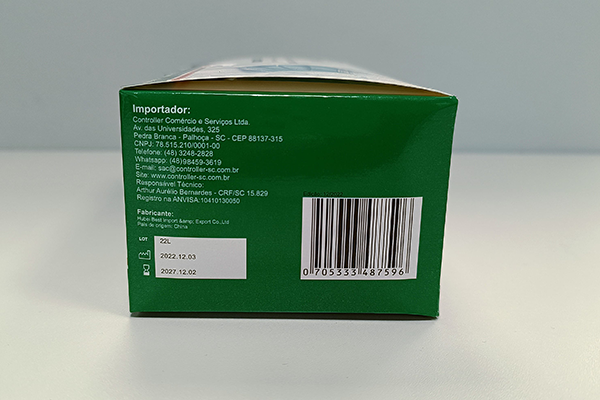 Importador:
Controller Comércio e Serviços Ltda.
Av. das Universidades, 325
Pedra Branca - Palhoça - SC - CEP 88137-315
CNPJ: 78.515.210/0001-00
Telefone: (48) 3248-2828
Whatsapp: (48)98459-3619
E-mail: sac@controller-sc.com.br
Site: www.controller-sc.com.br
Responsável Técnico:
Arthur Aurélio Bernardes - CRF/SC 15.829
Registro na ANVISA:10410130050
Fabricante:
Hubei Best Import &amp; Export Co.,Ltd
País de origem: China
LOT 22L
2022.12.03
2027.12.02
0 705333 487596